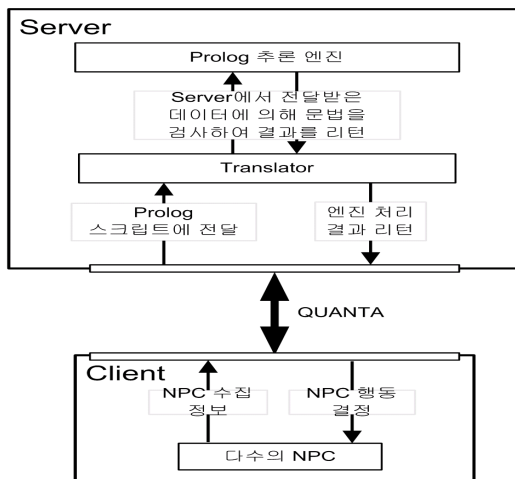 Server
Prolog 추론 엔진
Server에서 전달받은
데이터에 의해 문법을
검사하여 결과를 리턴
Translator
Prolog
스크립트에 전달
엔진 처리
결과 리턴
QUANTA
Client
NPC 수집
정보
NPC 행동
결정
다수의 NPC